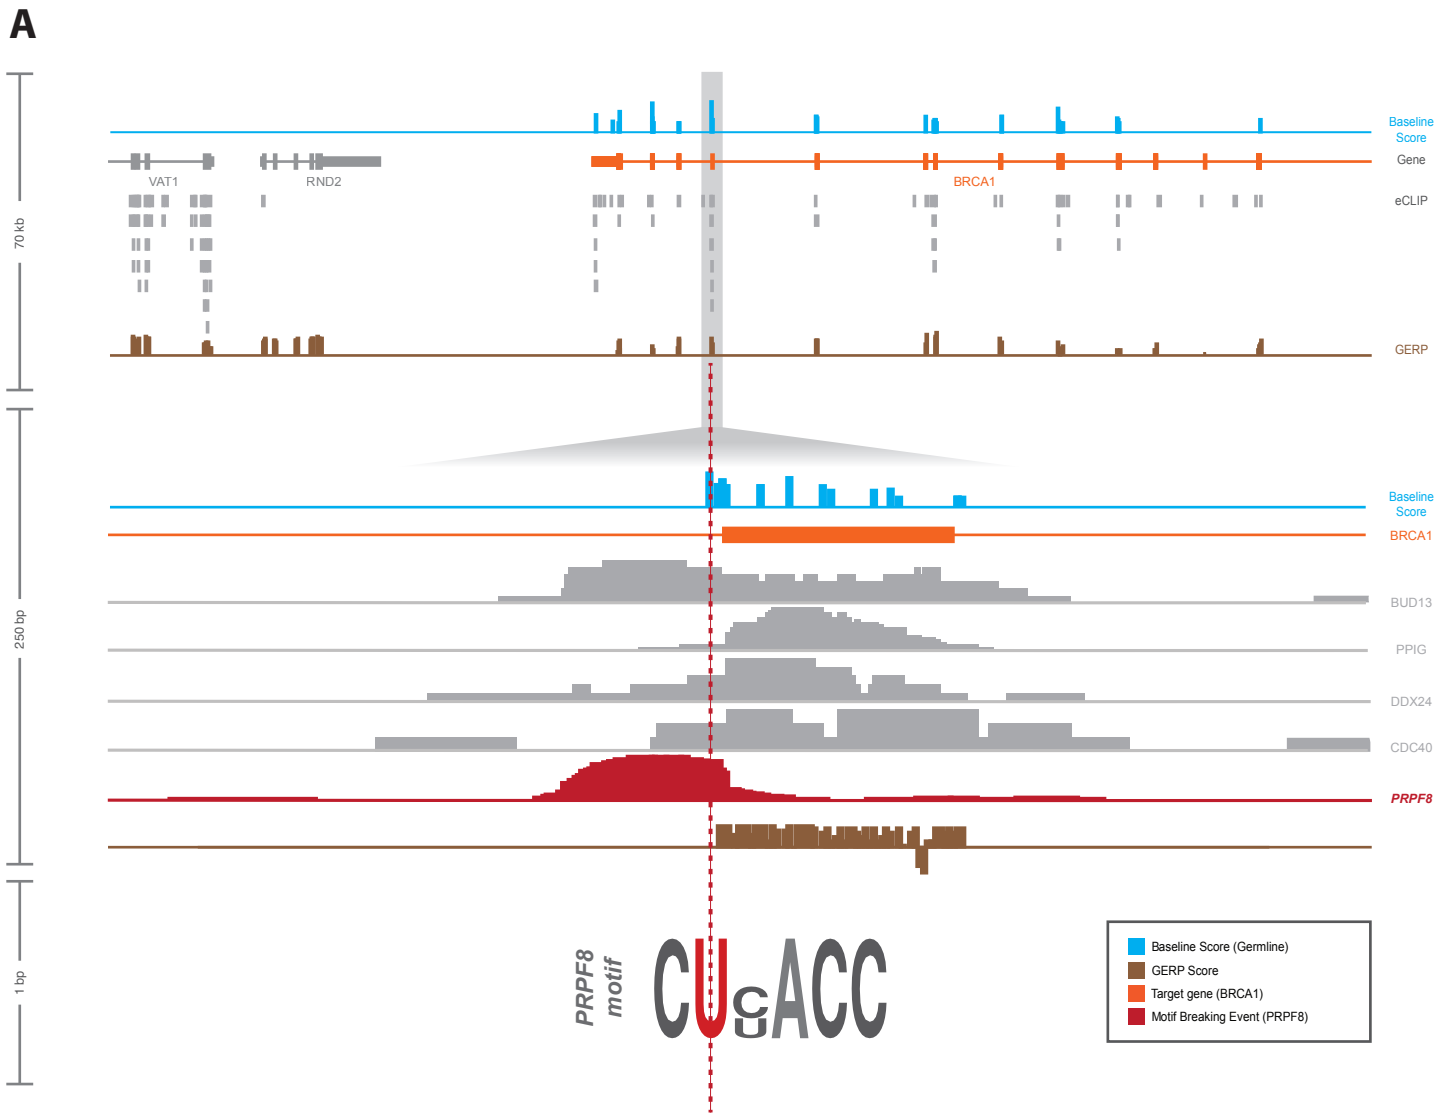 A
70 kb
Baseline
Score
Gene
VAT1
RND2
BRCA1
eCLIP
GERP
250 bp
Baseline
Score
BRCA1
BUD13
PPIG
DDX24
CDC40
PRPF8
1 bp
PRPF8
motif
CUCACC
U
Baseline Score (Germline)
GERP Score
Target gene (BRCA1)
Motif Breaking Event (PRPF8)